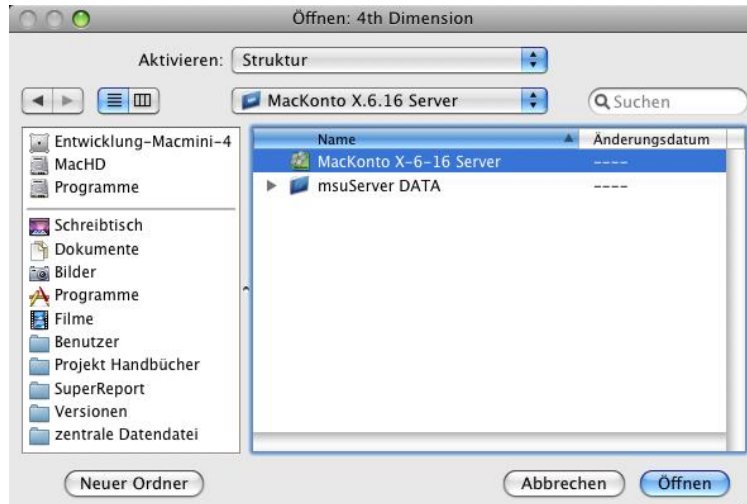 Öffnen: 4th Dimension
Aktivieren: Struktur
MacKonto X.6.16 Server
Suchen
Entwicklung-Macmini-4
MacHD
Programme
Schreibtisch
Dokumente
Bilder
Programme
Filme
Benutzer
Projekt Handbücher
SuperReport
Versionen
zentrale Datendatei
Name Änderungsdatum
MacKonto X-6-16 Server ----
msuServer DATA ----
Neuer Ordner Abbrechen Öffnen